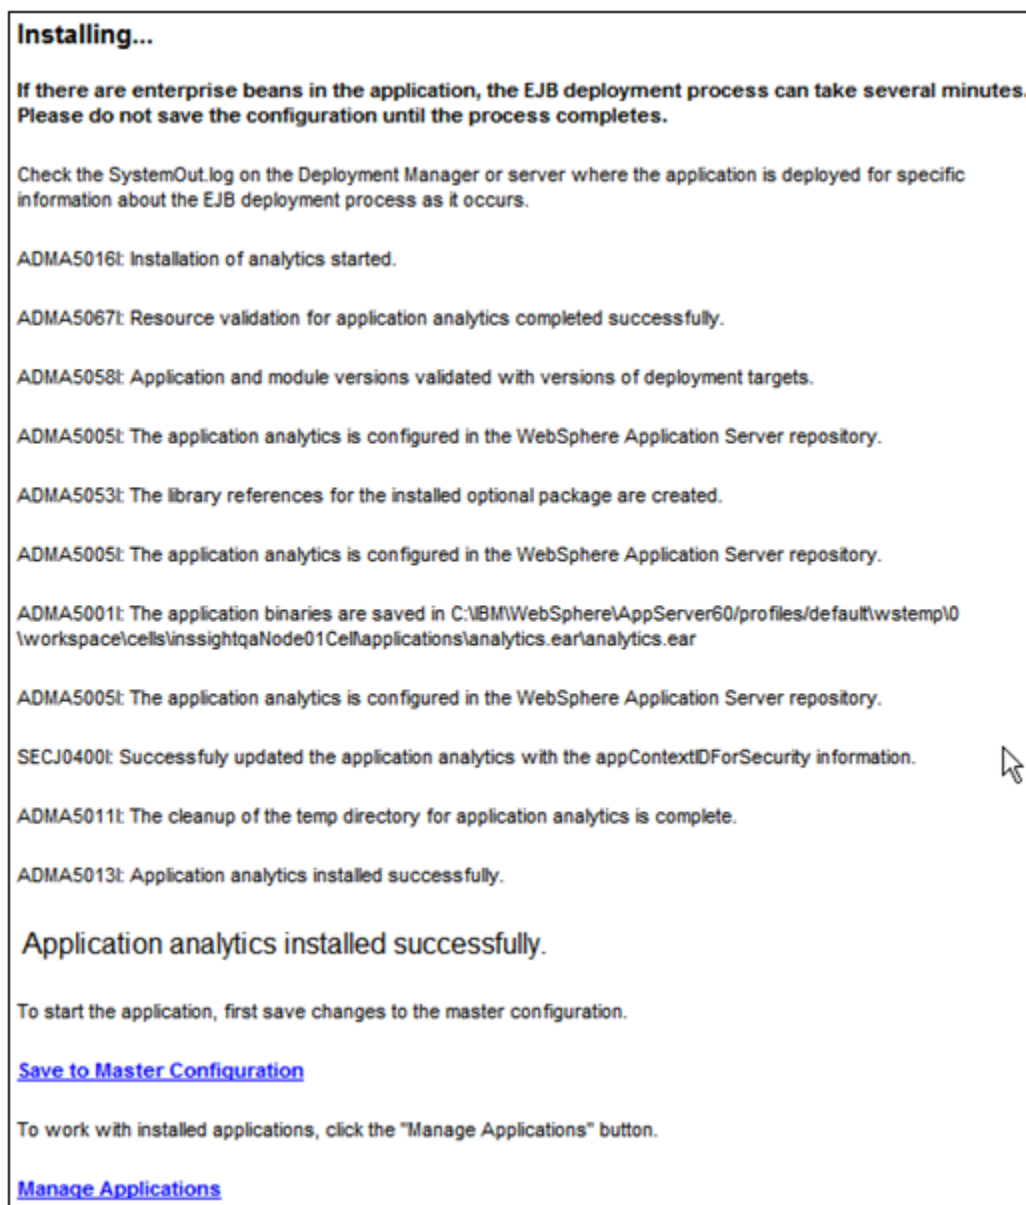 Installing...
If there are enterprise beans in the application, the EJB deployment process can take several minutes.
Please do not save the configuration until the process completes.
Check the SystemOut.log on the Deployment Manager or server where the application is deployed for specific
information about the EJB deployment process as it occurs.
ADMA5016I: Installation of analytics started.
ADMA5067I: Resource validation for application analytics completed successfully.
ADMA5058I: Application and module versions validated with versions of deployment targets.
ADMA5005I: The application analytics is configured in the WebSphere Application Server repository.
ADMA5053I: The library references for the installed optional package are created.
ADMA5005I: The application analytics is configured in the WebSphere Application Server repository.
ADMA5001I: The application binaries are saved in C:\IBM\WebSphere\AppServer60/profiles/default\wstemp\0
\workspace\cells\inssightqaNode01Cell\applications\analytics.ear\analytics.ear
ADMA5005I: The application analytics is configured in the WebSphere Application Server repository.
SECJ0400I: Successfuly updated the application analytics with the appContextIDForSecurity information.
ADMA5011I: The cleanup of the temp directory for application analytics is complete.
ADMA5013I: Application analytics installed successfully.
Application analytics installed successfully.
To start the application, first save changes to the master configuration.
Save to Master Configuration
To work with installed applications, click the "Manage Applications" button.
Manage Applications